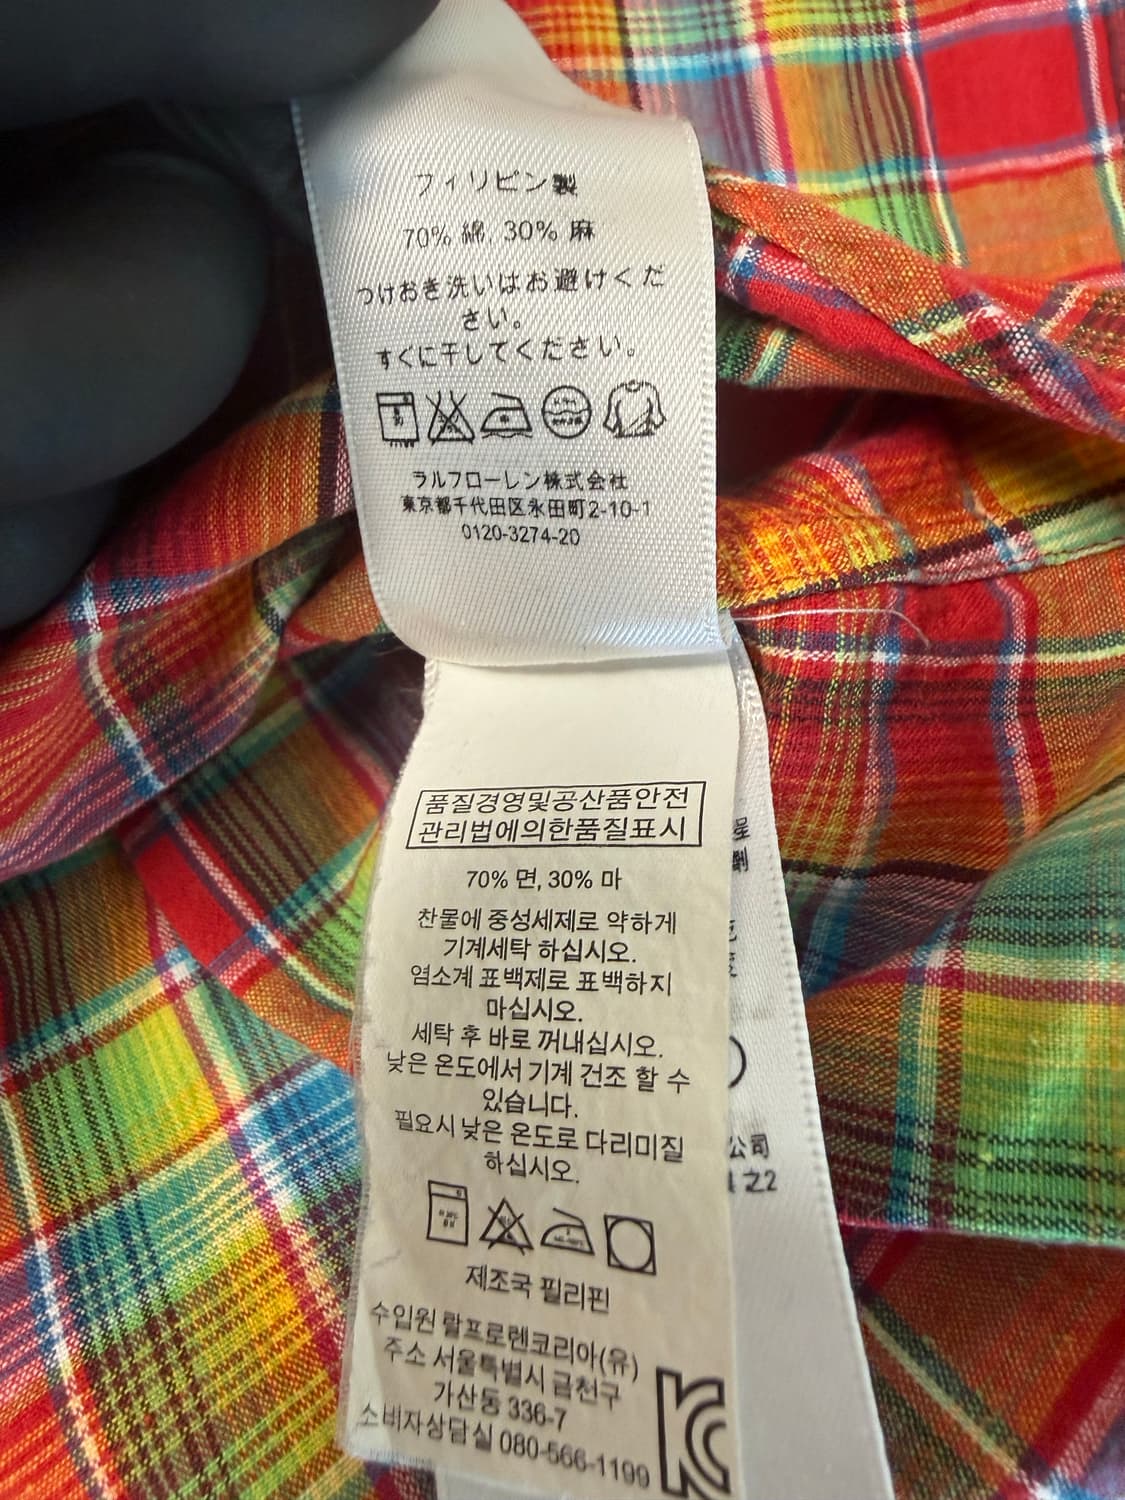 フィリピン製
70% 綿, 30% 麻
つけおき洗いはお避けくだ
さい。
すぐに干してください。
ラルフローレン株式会社
東京都千代田区永田町2-10-1
0120-3274-20
품질경영및공산품안전
관리법에의한품질표시
70% 면, 30% 마
찬물에 중성세제로 약하게
기계세탁 하십시오.
염소계 표백제로 표백하지
마십시오.
세탁 후 바로 꺼내십시오.
낮은 온도에서 기계 건조 할 수
있습니다.
필요시 낮은 온도로 다리미질
하십시오.
제조국 필리핀
수입원 랄프로렌코리아(유)
주소 서울특별시 금천구
가산동 336-7
소비자상담실 080-566-1199
公司
之2